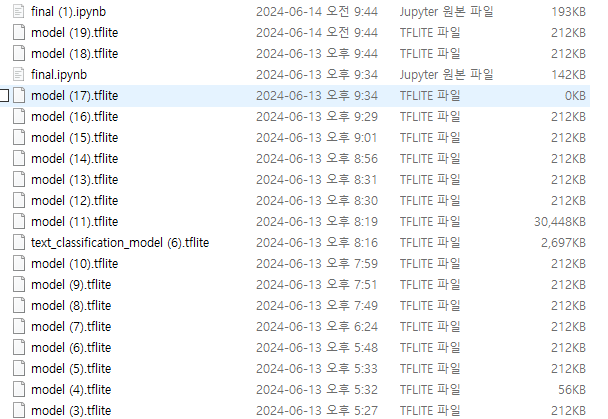 final (1).ipynb 2024-06-14 오전 9:44 Jupyter 원본 파일 193KB
model (19).tflite 2024-06-14 오전 9:44 TFLITE 파일 212KB
model (18).tflite 2024-06-13 오후 9:44 TFLITE 파일 212KB
final.ipynb 2024-06-13 오후 9:34 Jupyter 원본 파일 142KB
model (17).tflite 2024-06-13 오후 9:34 TFLITE 파일 0KB
model (16).tflite 2024-06-13 오후 9:29 TFLITE 파일 212KB
model (15).tflite 2024-06-13 오후 9:01 TFLITE 파일 212KB
model (14).tflite 2024-06-13 오후 8:56 TFLITE 파일 212KB
model (13).tflite 2024-06-13 오후 8:31 TFLITE 파일 212KB
model (12).tflite 2024-06-13 오후 8:30 TFLITE 파일 212KB
model (11).tflite 2024-06-13 오후 8:19 TFLITE 파일 30,448KB
text_classification_model (6).tflite 2024-06-13 오후 8:16 TFLITE 파일 2,697KB
model (10).tflite 2024-06-13 오후 7:59 TFLITE 파일 212KB
model (9).tflite 2024-06-13 오후 7:51 TFLITE 파일 212KB
model (8).tflite 2024-06-13 오후 7:49 TFLITE 파일 212KB
model (7).tflite 2024-06-13 오후 6:24 TFLITE 파일 212KB
model (6).tflite 2024-06-13 오후 5:48 TFLITE 파일 212KB
model (5).tflite 2024-06-13 오후 5:33 TFLITE 파일 212KB
model (4).tflite 2024-06-13 오후 5:32 TFLITE 파일 56KB
model (3).tflite 2024-06-13 오후 5:27 TFLITE 파일 212KB